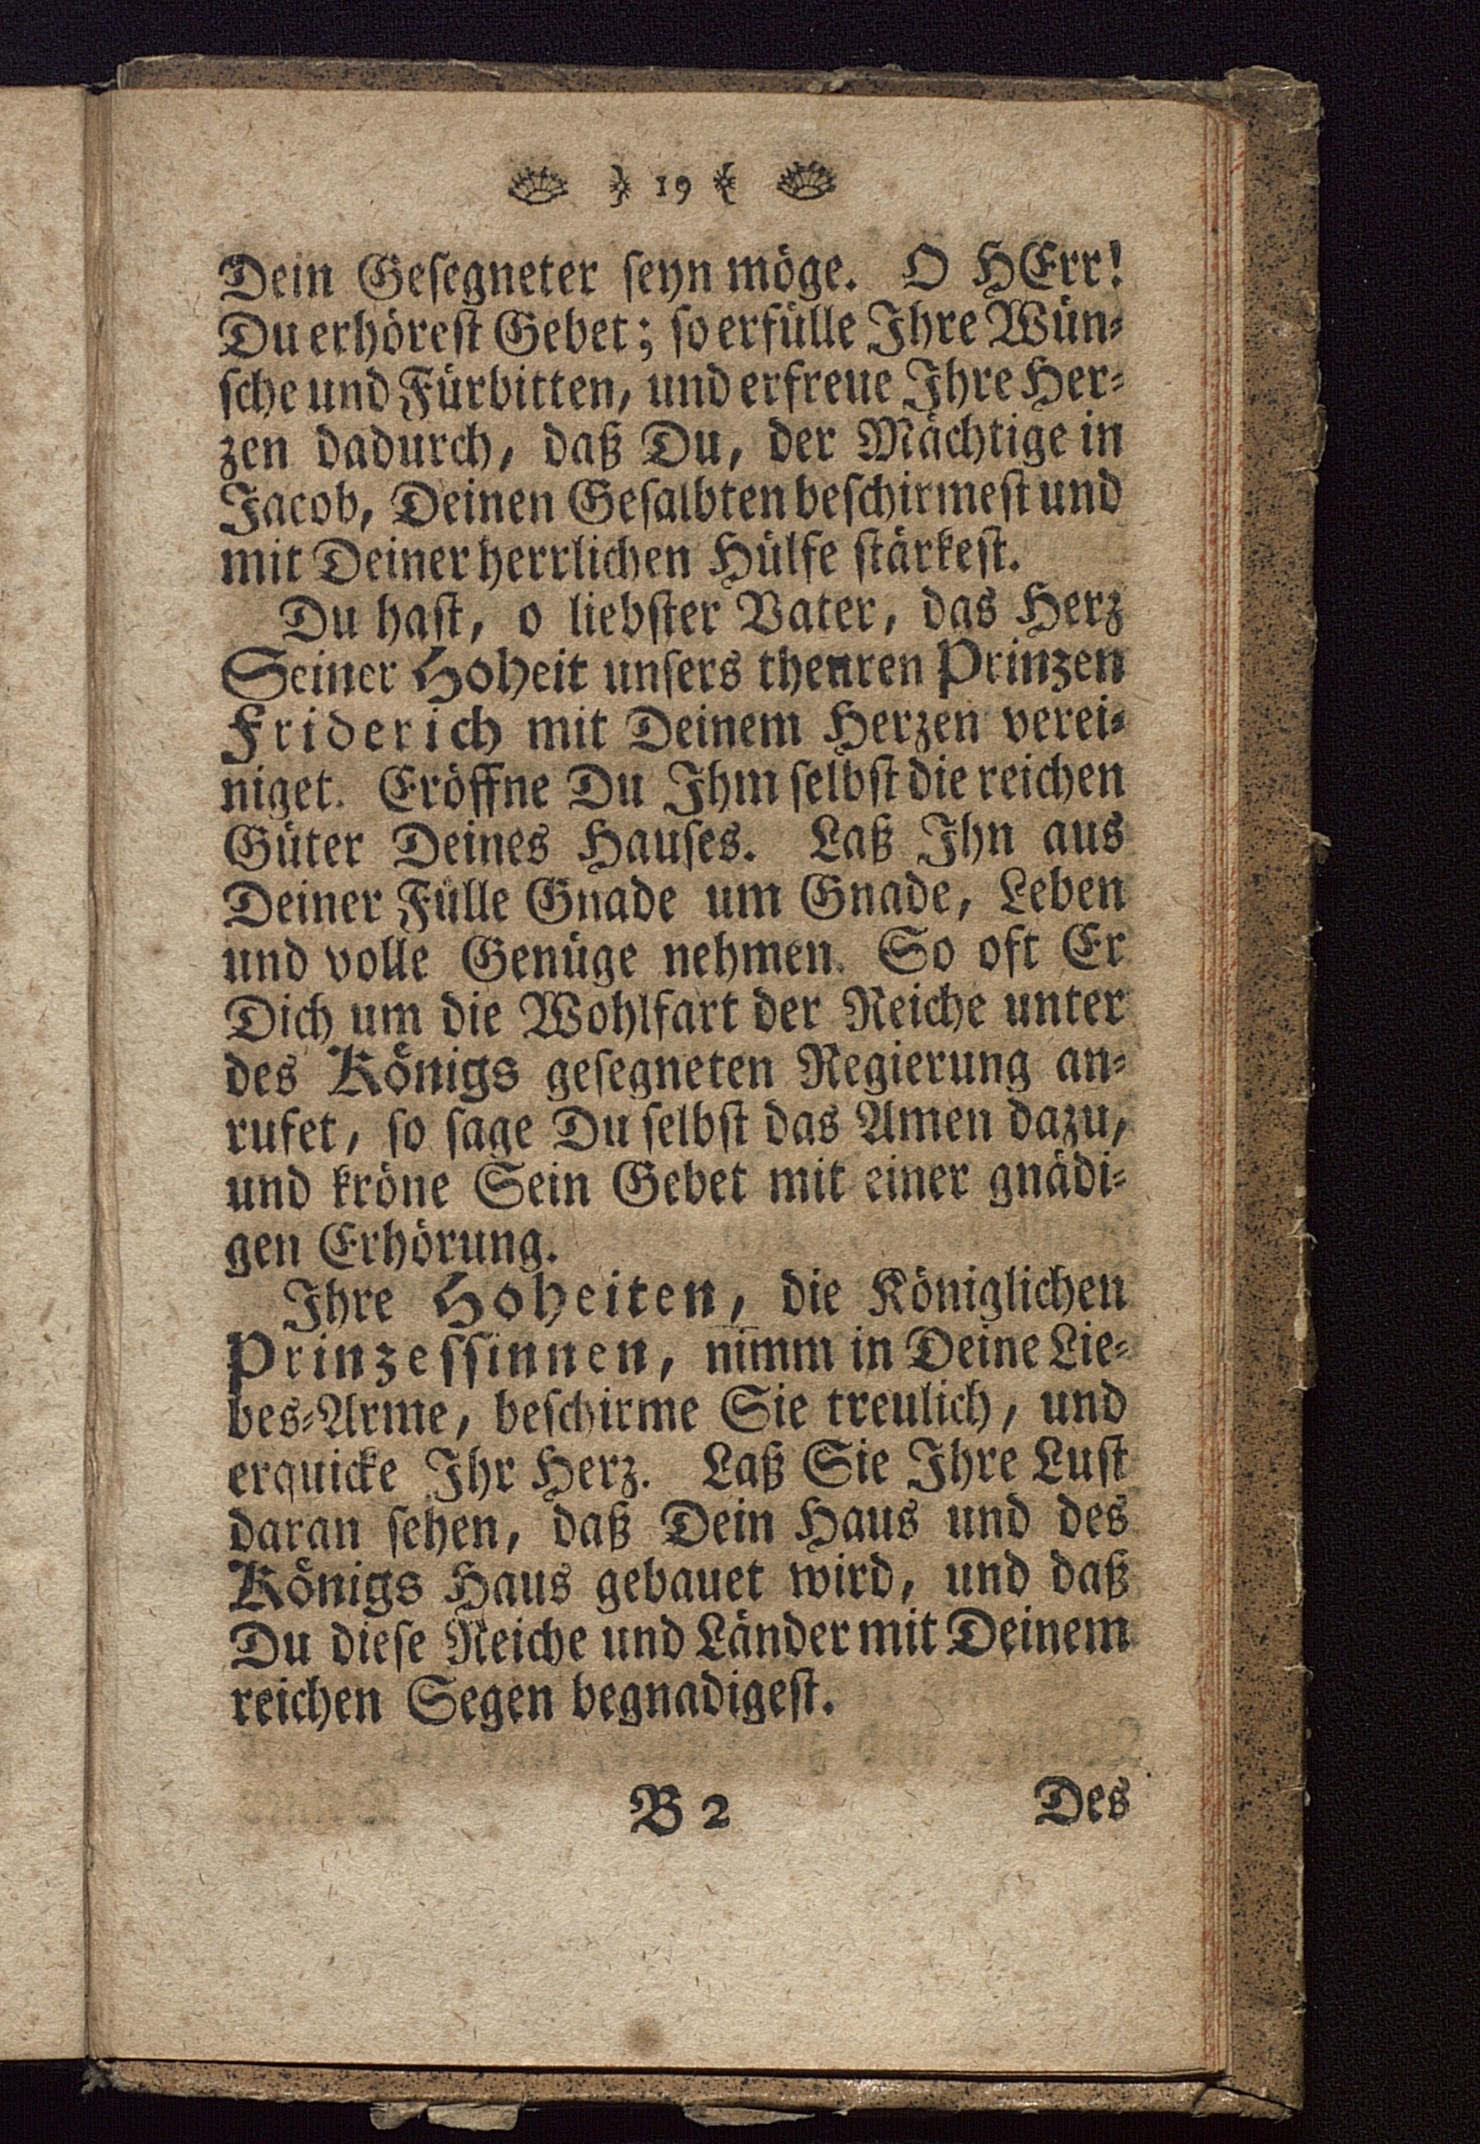 19
Dein Gesegneter seyn möge. O HErr!
Du erhörest Gebet; so erfülle Ihre Wün-
sche und Fürbitten, und erfreue Ihre Her-
zen dadurch, daß Du, der Mächtige in
Jacob, Deinen Gesalbten beschirmest und
mit Deiner herrlichen Hülfe stärkest.
Du hast, o liebster Vater, das Herz
Seiner Hoheit unsers theuren Prinzen
Friderich mit Deinem Herzen verei-
niget. Eröffne Du Ihm selbst die reichen
Güter Deines Hauses. Laß Ihn aus
Deiner Fülle Gnade um Gnade, Leben
und volle Genüge nehmen. So oft Er
Dich um die Wohlfart der Reiche unter
des Königs gesegneten Regierung an-
rufet, so sage Du selbst das Amen dazu,
und kröne Sein Gebet mit einer gnädi-
gen Erhörung.
Ihre Hoheiten, die Königlichen
Prinzessinnen, nimm in Deine Lie-
bes-Arme, beschirme Sie treulich, und
erquicke Ihr Herz. Laß Sie Ihre Lust
daran sehen, daß Dein Haus und des
Königs Haus gebauet wird, und daß
Du diese Reiche und Länder mit Deinem
reichen Segen begnadigest.
B 2 Des